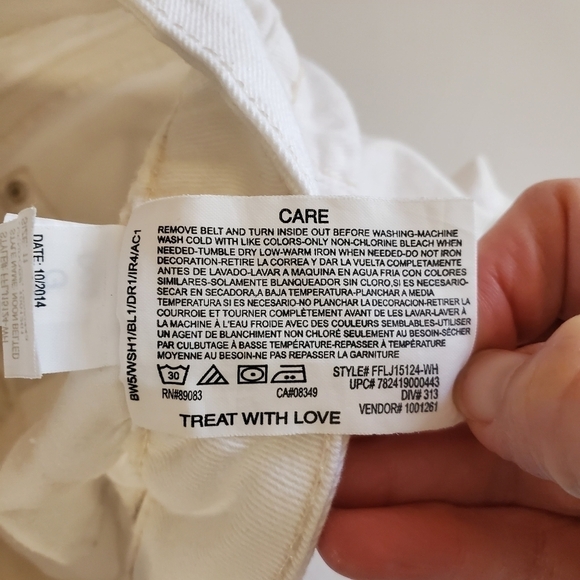 CARE
REMOVE BELT AND TURN INSIDE OUT BEFORE WASHING-MACHINE
WASH COLD WITH LIKE COLORS-ONLY NON-CHLORINE BLEACH WHEN
NEEDED-TUMBLE DRY LOW-WARM IRON WHEN NEEDED-DO NOT IRON
DECORATION-RETIRE LA CORREA Y DAR LA VUELTA COMPLETAMENTE
ANTES DE LAVADO-LAVAR A MAQUINA EN AGUA FRIA CON COLORES
SIMILARES-SOLAMENTE BLANQUEADOR SIN CLORO,SI ES NECESARIO-
SECAR EN SECADORA,A BAJA TEMPERATURA-PLANCHAR A MEDIA
TEMPERATURA SI ES NECESARIO-NO PLANCHAR LA DECORACION-RETIRER LA
COURROIE ET TOURNER COMPLÈTEMENT AVANT DE LES LAVAR-LAVER À
LA MACHINE À L'EAU FROIDE AVEC DES COULEURS SEMBLABLES-UTILISER
UN AGENT DE BLANCHIMENT NON CHLORÉ SEULEMENT AU BESOIN-SÉCHER
PAR CULBUTAGE À BASSE TEMPÉRATURE-REPASSER À TEMPÉRATURE
MOYENNE AU BESOIN-NE PAS REPASSER LA GARNITURE
30
RN#89083 CA#08349
STYLE# FFLJ15124-WH
UPC# 782419000443
DIV# 313
VENDOR# 1001261
TREAT WITH LOVE
BW5/WSH1/BL1/DR1/IR4/AC1
DATE: 10/2014